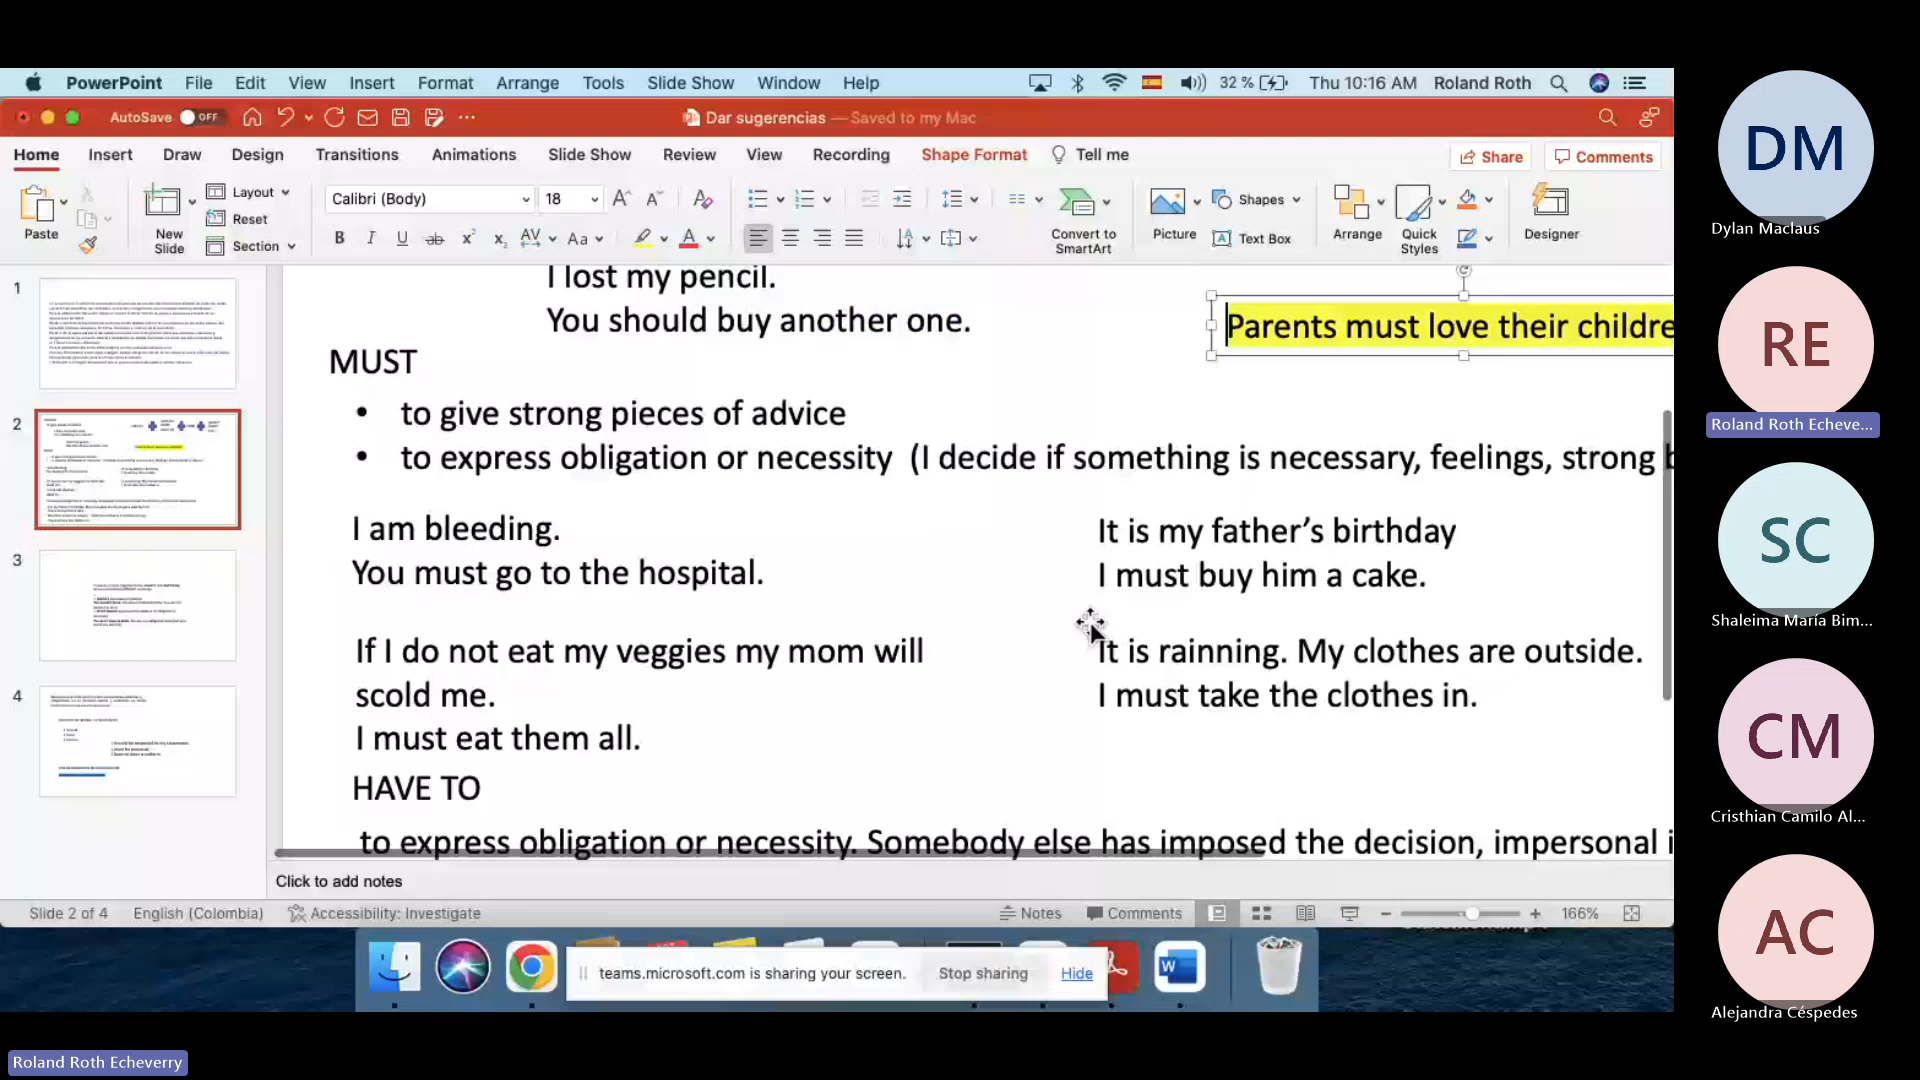 PowerPoint File Edit View Insert Format Arrange Tools Slide Show Window Help 32 % Thu 10:16 AM Roland Roth
AutoSave OFF Dar sugerencias — Saved to my Mac
Home Insert Draw Design Transitions Animations Slide Show Review View Recording Shape Format Tell me Share Comments
Paste New Slide Layout Reset Section
Calibri (Body) 18
Convert to SmartArt Picture Shapes Text Box Arrange Quick Styles Designer
1
2
3
4
I lost my pencil.
You should buy another one.
Parents must love their childre
MUST
• to give strong pieces of advice
• to express obligation or necessity (I decide if something is necessary, feelings, strong b
I am bleeding.
You must go to the hospital.
It is my father's birthday
I must buy him a cake.
If I do not eat my veggies my mom will
scold me.
I must eat them all.
It is rainning. My clothes are outside.
I must take the clothes in.
HAVE TO
to express obligation or necessity. Somebody else has imposed the decision, impersonal i
Click to add notes
Slide 2 of 4 English (Colombia) Accessibility: Investigate Notes Comments 166%
teams.microsoft.com is sharing your screen. Stop sharing Hide
W
DM
Dylan Maclaus
RE
Roland Roth Echeve...
SC
Shaleima María Bim...
CM
Cristhian Camilo Al...
AC
Alejandra Céspedes
Roland Roth Echeverry